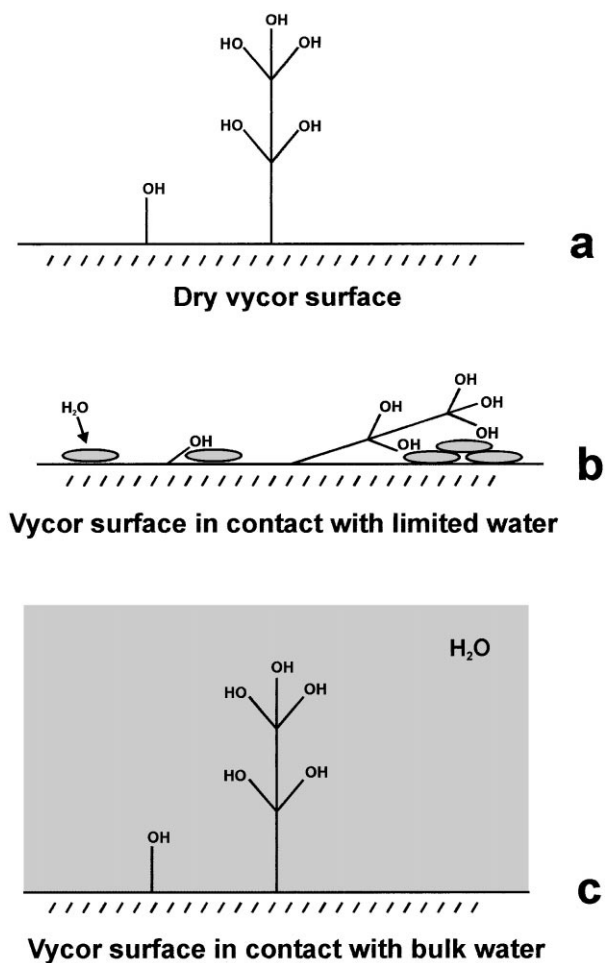 OH
HO OH
HO OH
OH
a
Dry vycor surface
OH
H₂O OH OH
OH OH
OH
b
Vycor surface in contact with limited water
H₂O
OH
HO OH
HO OH
OH
c
Vycor surface in contact with bulk water